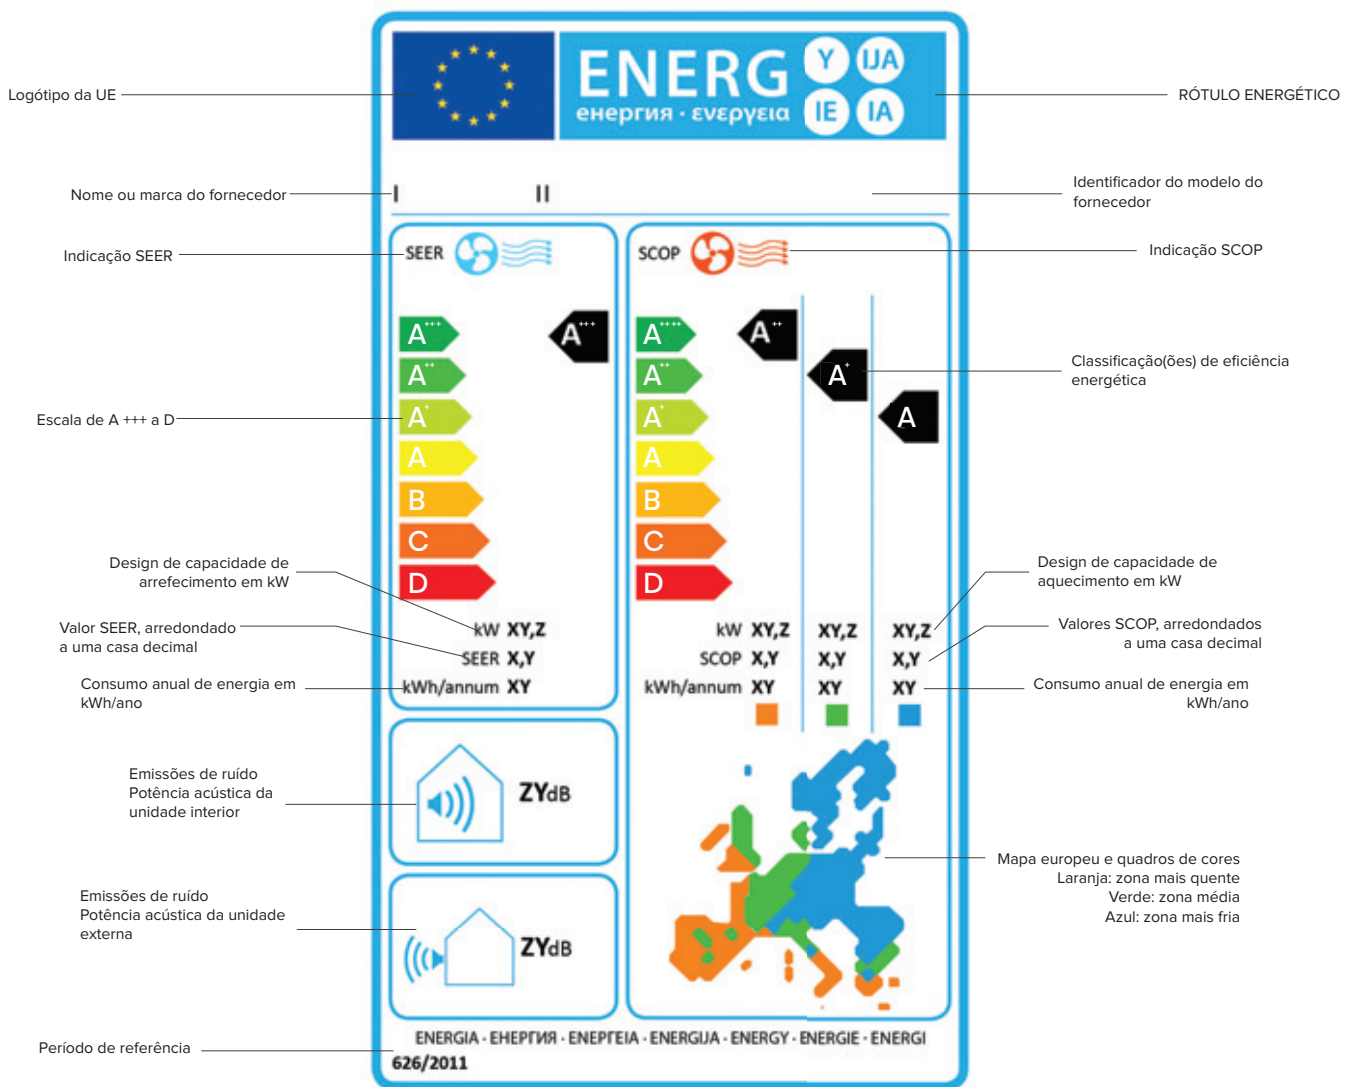 Logótipo da UE
ENERG
енергия · ενεργεια
Y
IJA
IE
IA
RÓTULO ENERGÉTICO
Nome ou marca do fornecedor
I
II
Identificador do modelo do
fornecedor
Indicação SEER
SEER
SCOP
Indicação SCOP
A+++
A++
A+
A
B
C
D
A+++
A++++
A++
A+
A
B
C
D
A++
A+
A
Classificação(ões) de eficiência
energética
Escala de A +++ a D
Design de capacidade de
arrefecimento em kW
Valor SEER, arredondado
a uma casa decimal
Consumo anual de energia em
kWh/ano
kW XY,Z
SEER X,Y
kWh/annum XY
kW XY,Z XY,Z XY,Z
SCOP X,Y X,Y X,Y
kWh/annum XY XY XY
Design de capacidade de
aquecimento em kW
Valores SCOP, arredondados
a uma casa decimal
Consumo anual de energia em
kWh/ano
Emissões de ruído
Potência acústica da
unidade interior
ZYdB
Emissões de ruído
Potência acústica da unidade
externa
ZYdB
Mapa europeu e quadros de cores
Laranja: zona mais quente
Verde: zona média
Azul: zona mais fria
ENERGIA · ЕНЕРГИЯ · ΕΝΕΡΓΕΙΑ · ENERGIJA · ENERGY · ENERGIE · ENERGI
Período de referência
626/2011